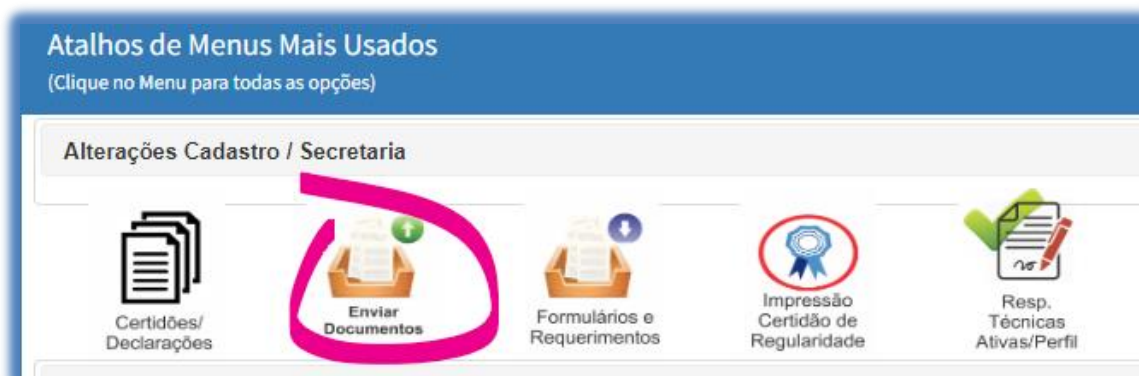 Atalhos de Menus Mais Usados
(Clique no Menu para todas as opções)
Alterações Cadastro / Secretaria
Certidões/
Declarações
Enviar
Documentos
Formulários e
Requerimentos
Impressão
Certidão de
Regularidade
Resp.
Técnicas
Ativas/Perfil